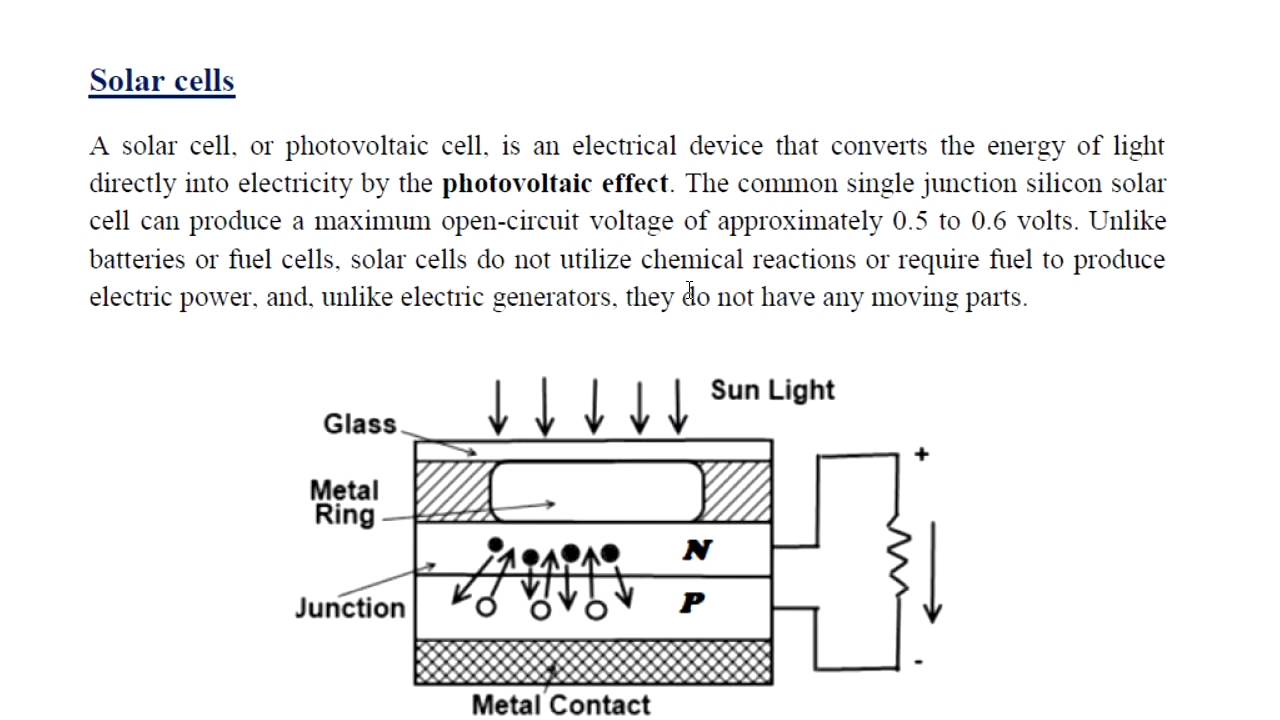 Solar cells
A solar cell, or photovoltaic cell, is an electrical device that converts the energy of light
directly into electricity by the photovoltaic effect. The common single junction silicon solar
cell can produce a maximum open-circuit voltage of approximately 0.5 to 0.6 volts. Unlike
batteries or fuel cells, solar cells do not utilize chemical reactions or require fuel to produce
electric power, and, unlike electric generators, they do not have any moving parts.
Sun Light
Glass
+
Metal
Ring
N
Junction
P
-
Metal Contact